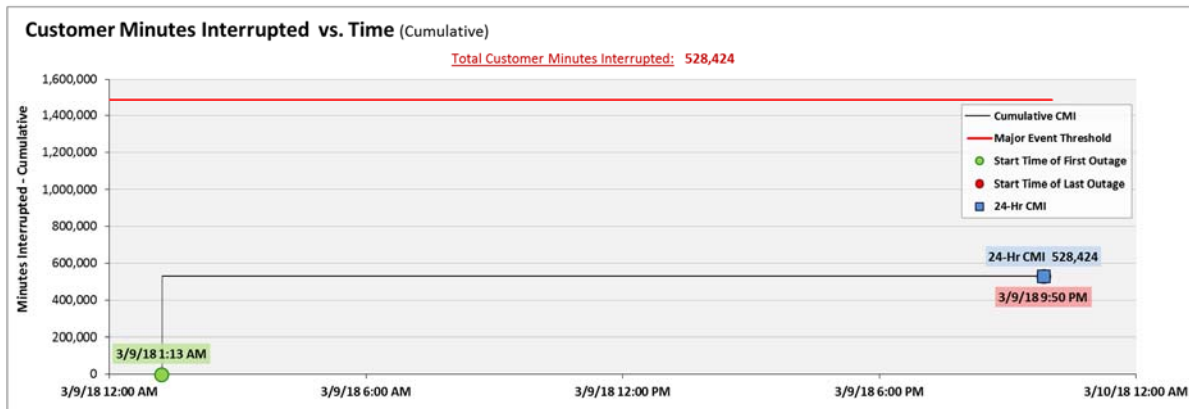 Customer Minutes Interrupted vs. Time (Cumulative)
Total Customer Minutes Interrupted: 528,424
Minutes Interrupted - Cumulative
1,600,000
1,400,000
1,200,000
1,000,000
800,000
600,000
400,000
200,000
0
Cumulative CMI
Major Event Threshold
Start Time of First Outage
Start Time of Last Outage
24-Hr CMI
24-Hr CMI 528,424
3/9/18 9:50 PM
3/9/18 1:13 AM
3/9/18 12:00 AM
3/9/18 6:00 AM
3/9/18 12:00 PM
3/9/18 6:00 PM
3/10/18 12:00 AM